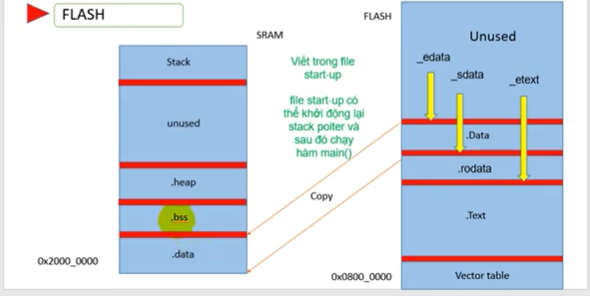 FLASH
SRAM
Stack
unused
.heap
.bss
.data
0x2000_0000
Viết trong file
start-up
file start-up có
thể khởi động lại
stack poiter và
sau đó chạy
hàm main()
Copy
FLASH
Unused
_edata
_sdata
_etext
.Data
.rodata
.Text
Vector table
0x0800_0000